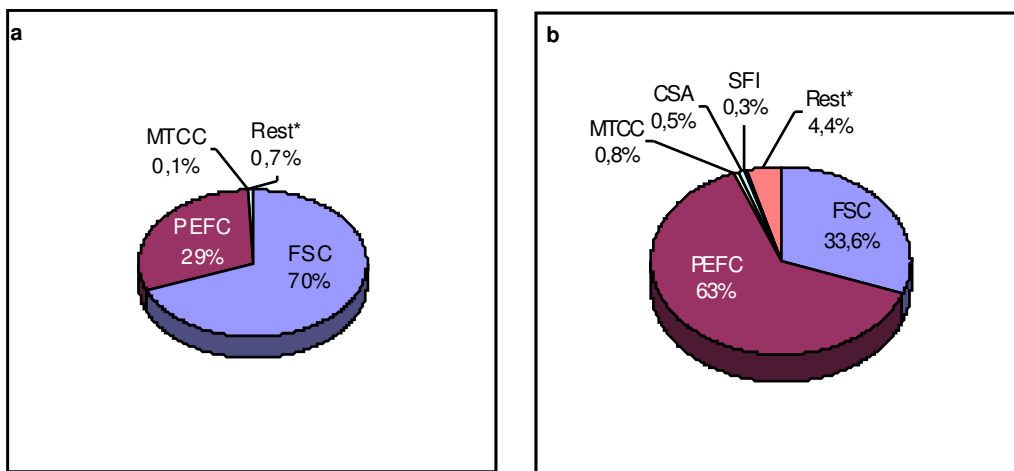 a
MTCC
0,1%
Rest*
0,7%
PEFC
29%
FSC
70%
b
SFI
0,3%
CSA
0,5%
MTCC
0,8%
Rest*
4,4%
FSC
33,6%
PEFC
63%